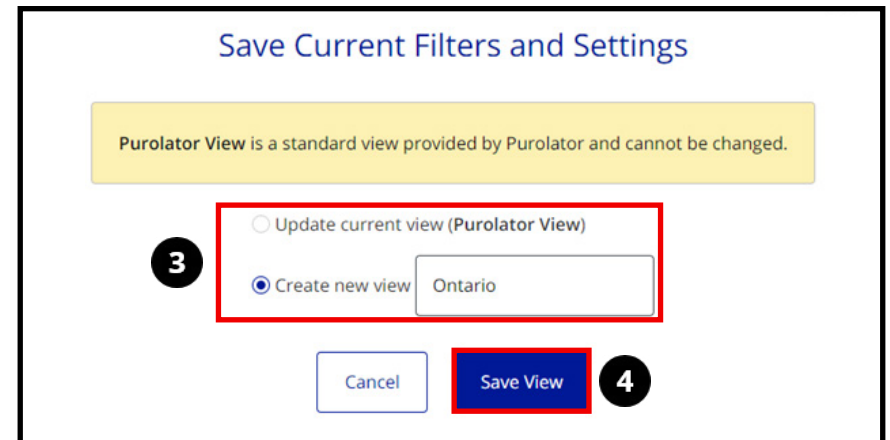 Save Current Filters and Settings
Purolator View is a standard view provided by Purolator and cannot be changed.
Update current view (Purolator View)
3
Create new view Ontario
Cancel Save View 4